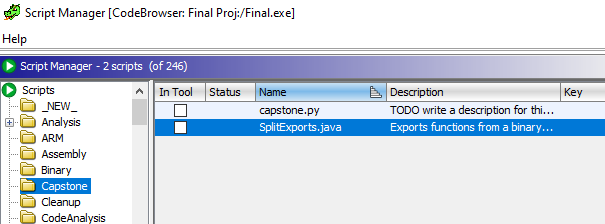 Script Manager [CodeBrowser: Final Proj:/Final.exe]
Help
Script Manager - 2 scripts (of 246)
Scripts
_NEW_
Analysis
ARM
Assembly
Binary
Capstone
Cleanup
CodeAnalysis
In Tool Status Name Description Key
capstone.py TODO write a description for thi...
SplitExports.java Exports functions from a binary...